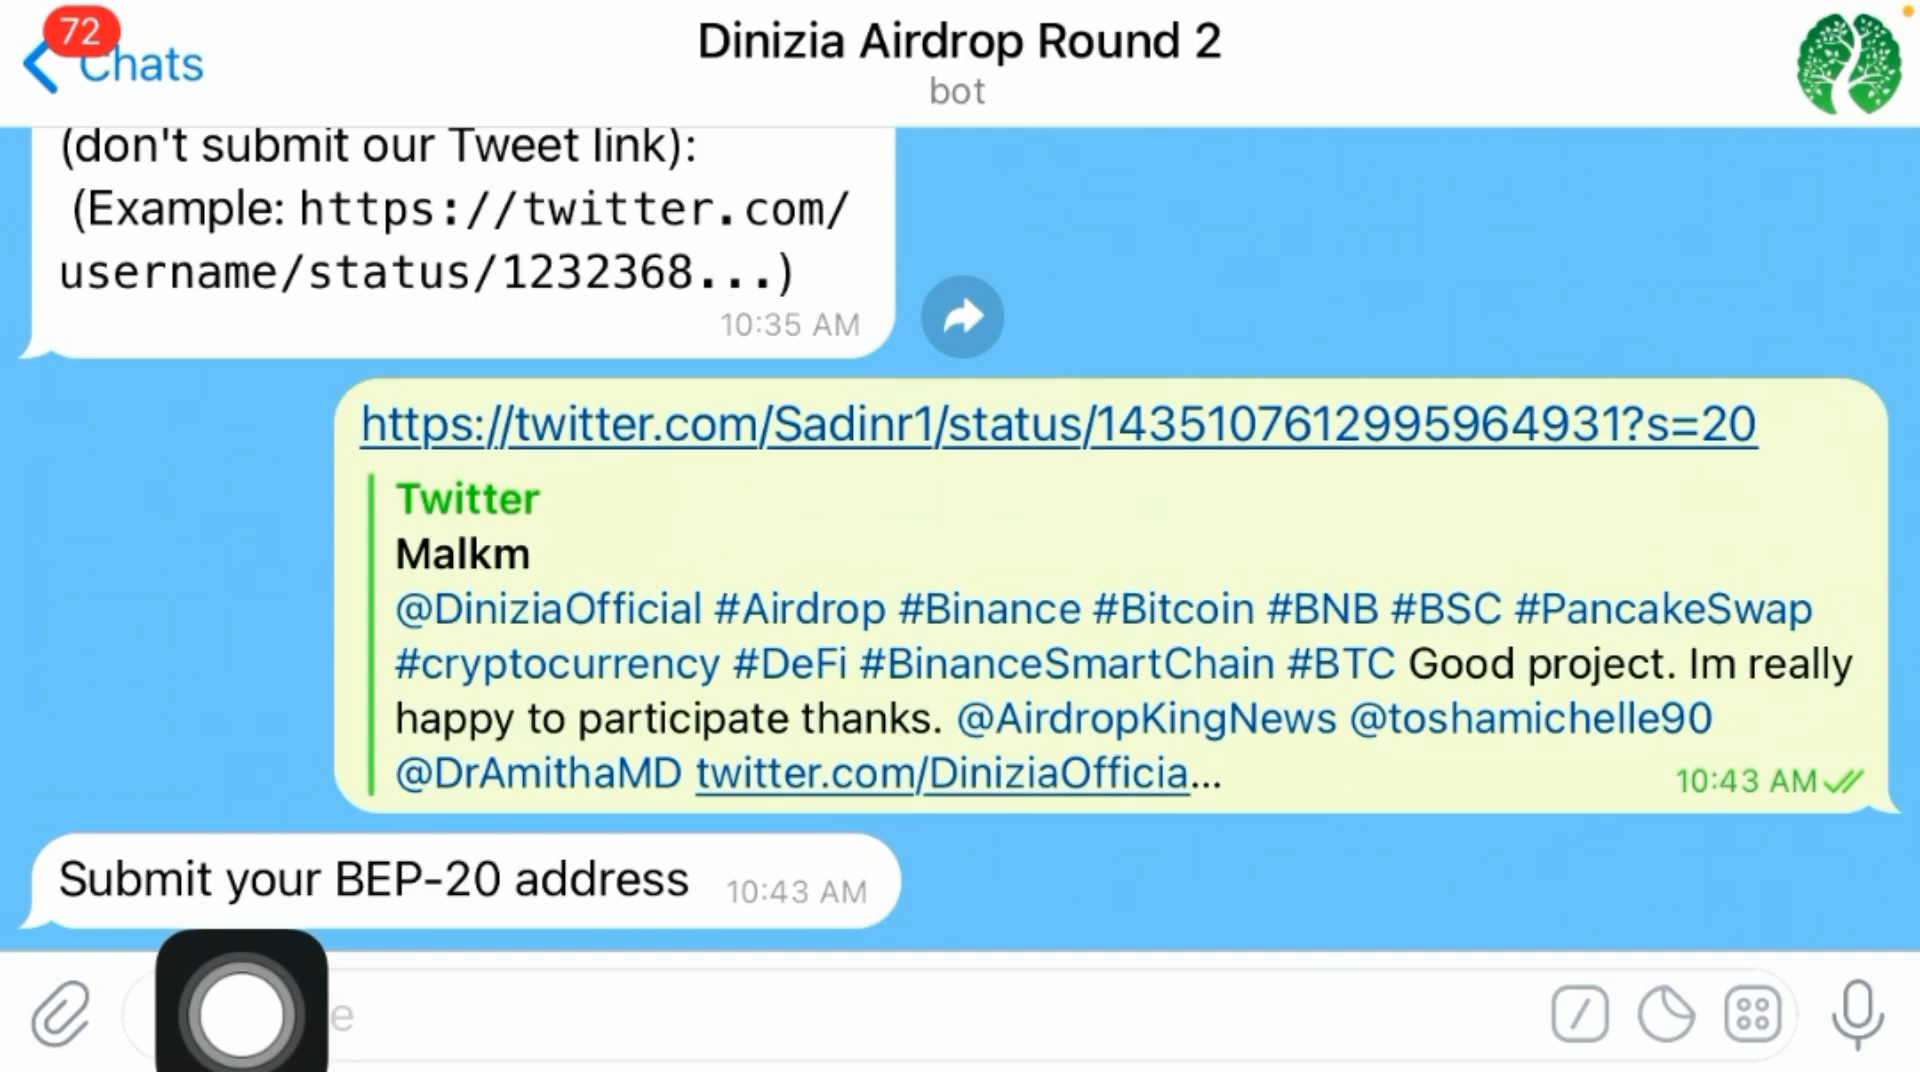 72
Chats
Dinizia Airdrop Round 2
bot
(don't submit our Tweet link):
(Example: https://twitter.com/
username/status/1232368...)
10:35 AM
https://twitter.com/Sadinr1/status/1435107612995964931?s=20
Twitter
Malkm
@DiniziaOfficial #Airdrop #Binance #Bitcoin #BNB #BSC #PancakeSwap
#cryptocurrency #DeFi #BinanceSmartChain #BTC Good project. Im really
happy to participate thanks. @AirdropKingNews @toshamichelle90
@DrAmithaMD twitter.com/DiniziaOfficia...
10:43 AM
Submit your BEP-20 address 10:43 AM